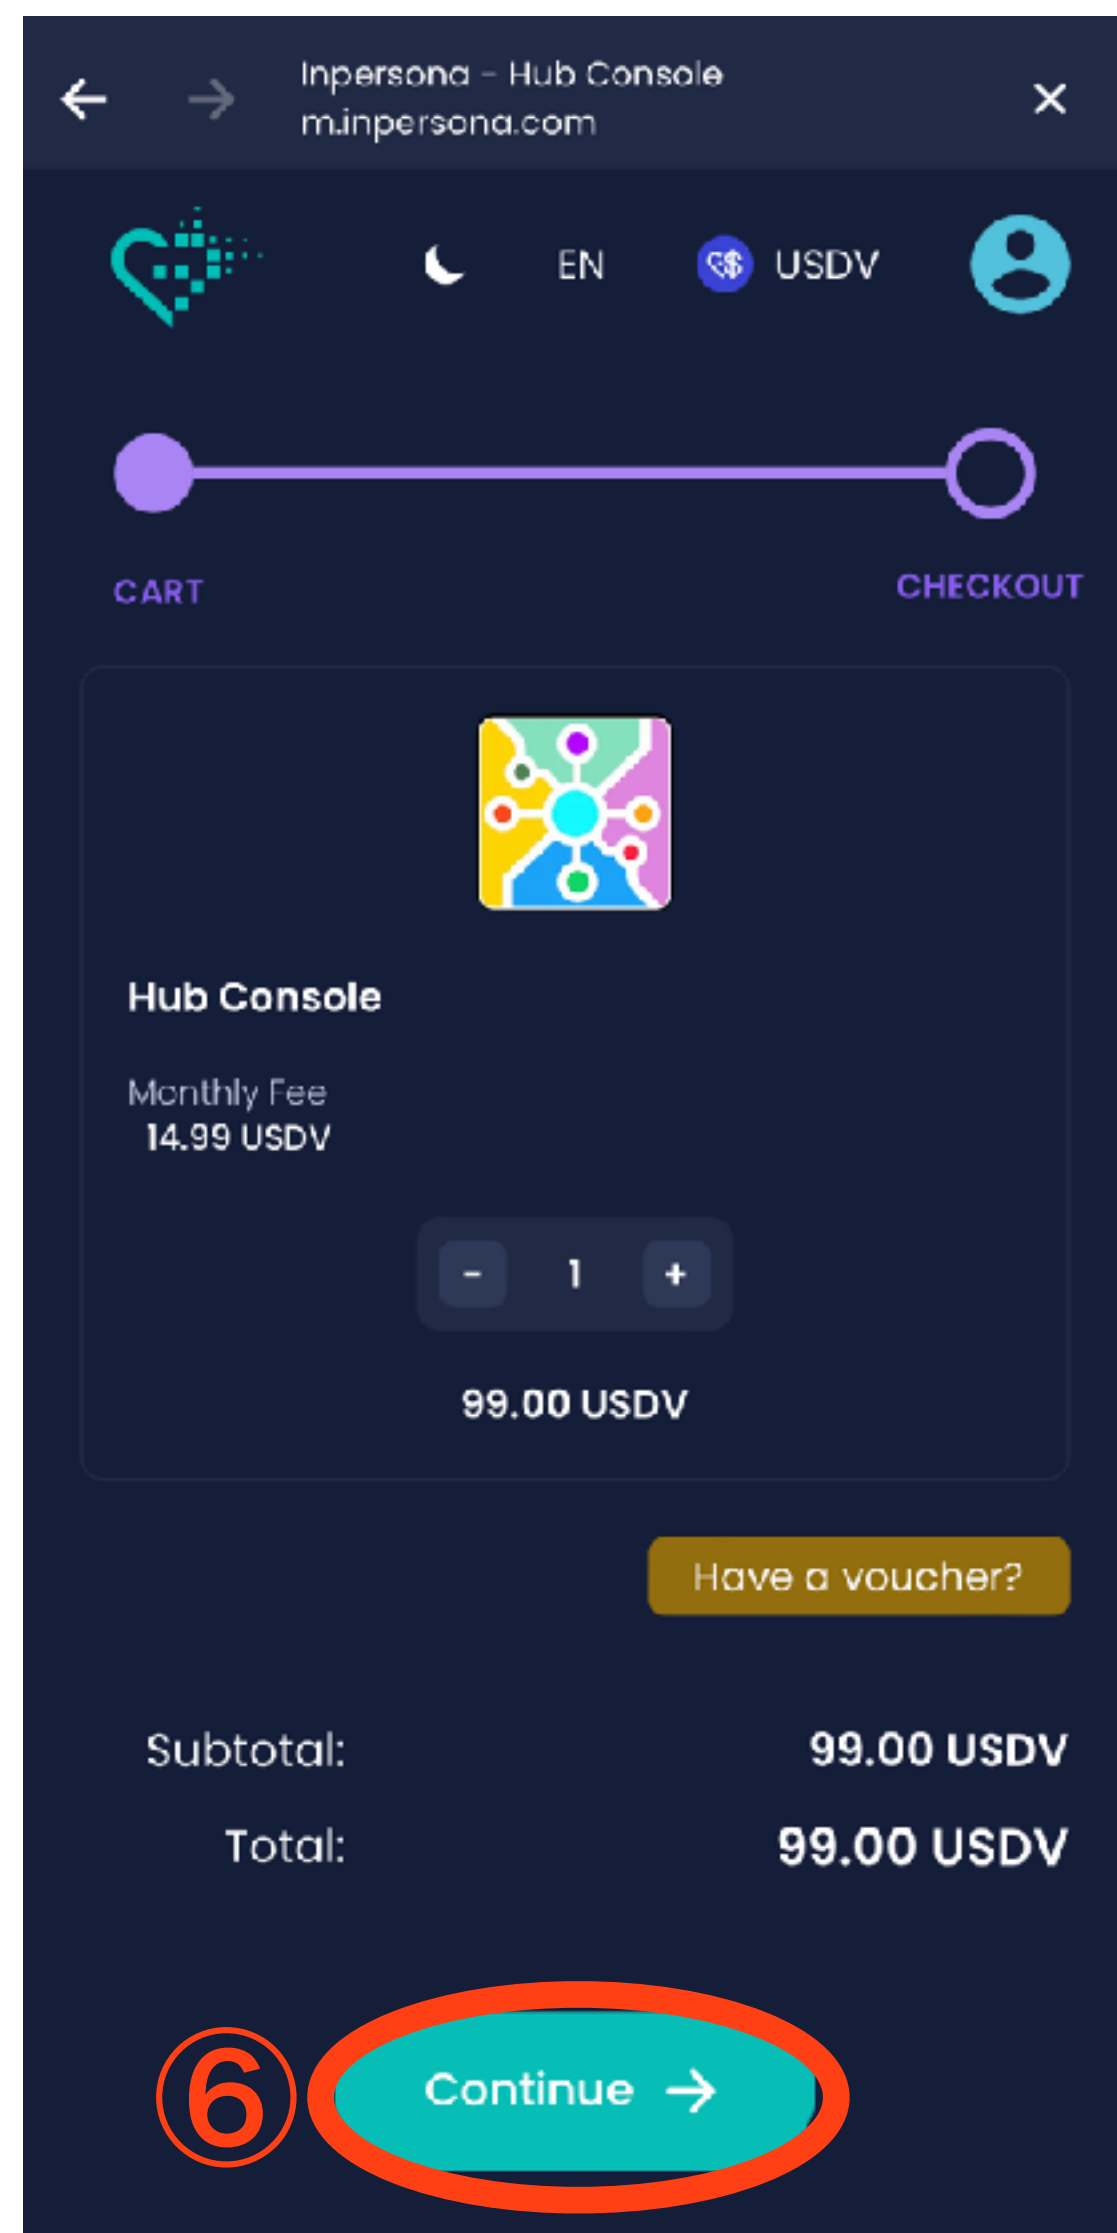 Inpersona - Hub Console
m.inpersona.com
EN USDV
CART CHECKOUT
Hub Console
Monthly Fee
14.99 USDV
- 1 +
99.00 USDV
Have a voucher?
Subtotal: 99.00 USDV
Total: 99.00 USDV
⑥ Continue →